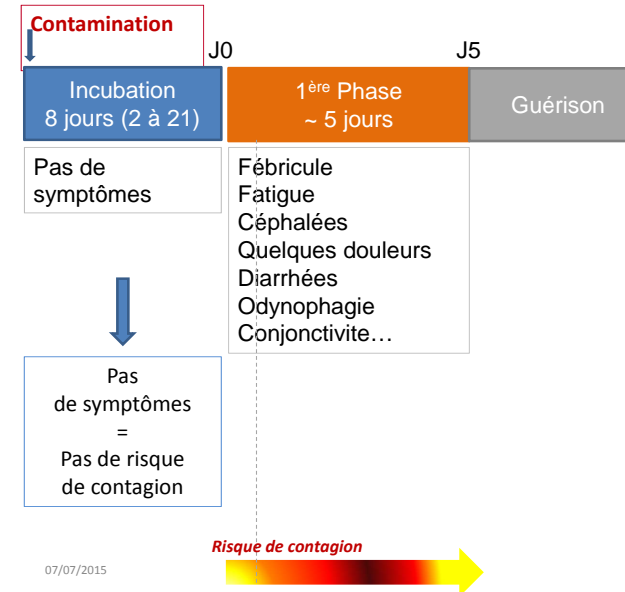 Contamination
J0
J5
Incubation
8 jours (2 à 21)
1ère Phase
~ 5 jours
Guérison
Pas de
symptômes
Fébricule
Fatigue
Céphalées
Quelques douleurs
Diarrhées
Odynophagie
Conjonctivite…
Pas
de symptômes
=
Pas de risque
de contagion
Risque de contagion
07/07/2015